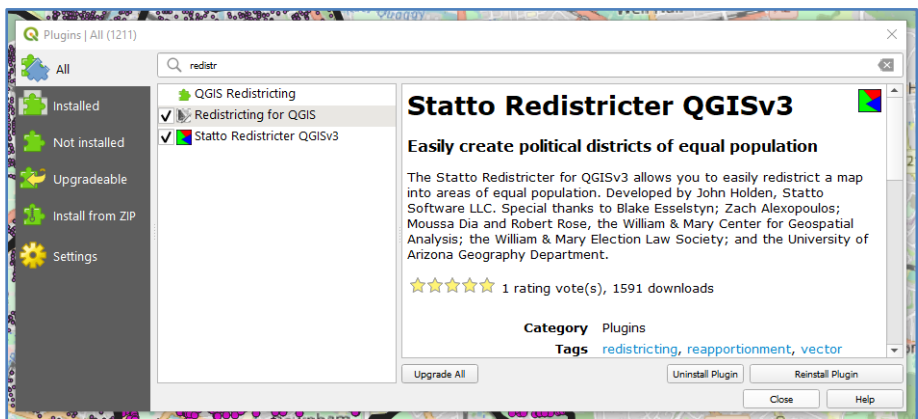 Quaggy
Plugins | All (1211)
All
redistr
Installed
Not installed
Upgradeable
Install from ZIP
Settings
QGIS Redistricting
Redistricting for QGIS
Statto Redistricter QGISv3
Statto Redistricter QGISv3
Easily create political districts of equal population
The Statto Redistricter for QGISv3 allows you to easily redistrict a map
into areas of equal population. Developed by John Holden, Statto
Software LLC. Special thanks to Blake Esselstyn; Zach Alexopoulos;
Moussa Dia and Robert Rose, the William & Mary Center for Geospatial
Analysis; the William & Mary Election Law Society; and the University of
Arizona Geography Department.
1 rating vote(s), 1591 downloads
Category Plugins
Tags redistricting, reapportionment, vector
Upgrade All
Uninstall Plugin
Reinstall Plugin
Close
Help